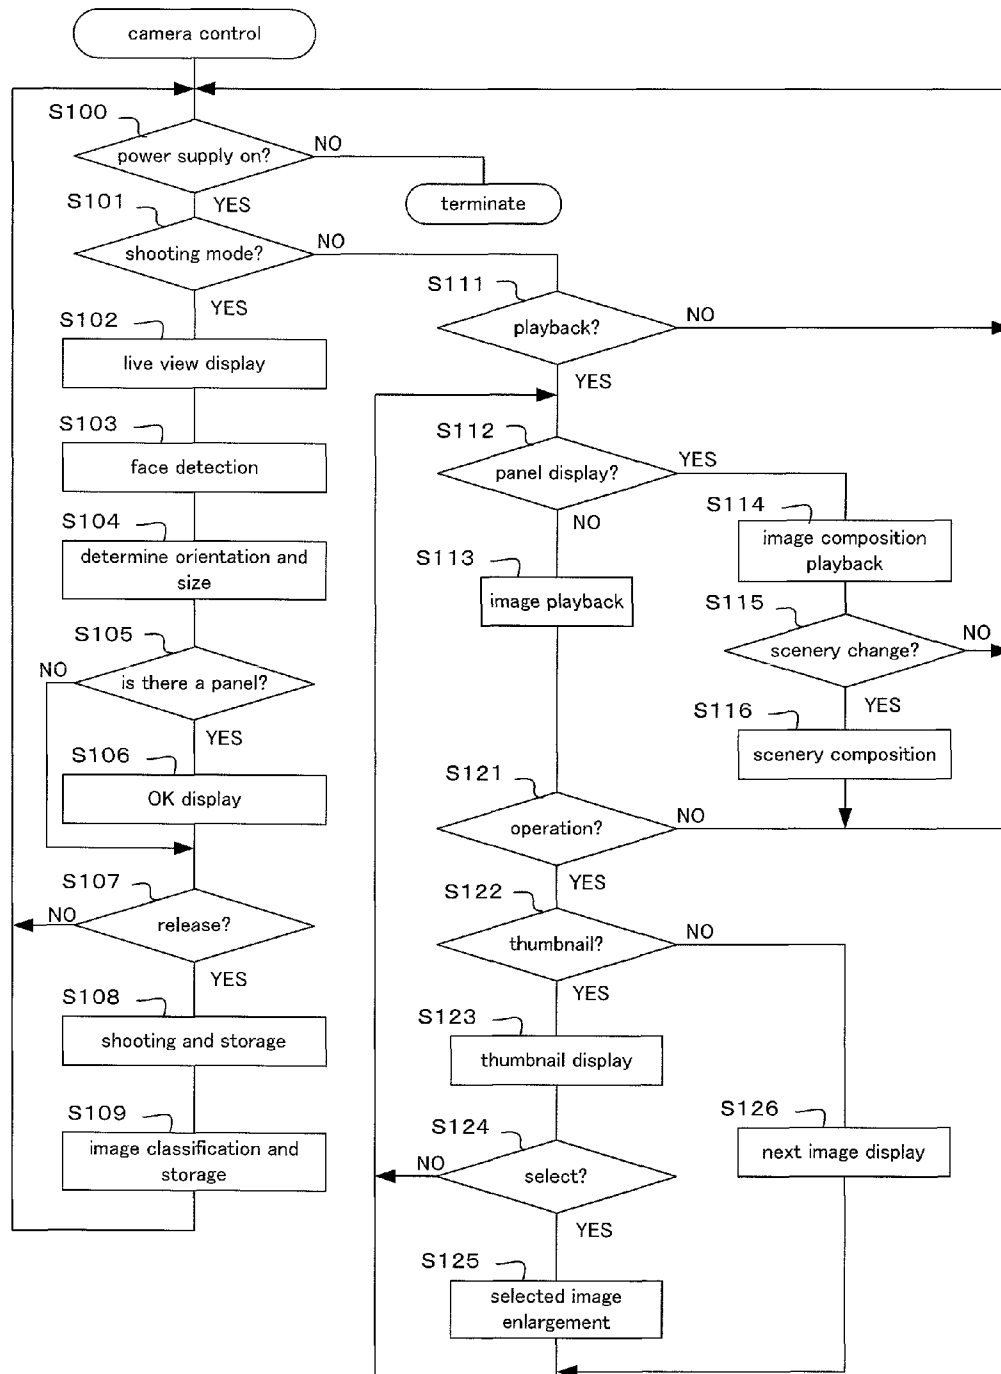 camera control
S100
power supply on?
NO
terminate
YES
S101
shooting mode?
NO
YES
S102
live view display
S103
face detection
S104
determine orientation and
size
S105
is there a panel?
NO
YES
S106
OK display
S107
release?
NO
YES
S108
shooting and storage
S109
image classification and
storage
S111
playback?
NO
YES
S112
panel display?
YES
NO
S113
image playback
S114
image composition
playback
S115
scenery change?
NO
YES
S116
scenery composition
S121
operation?
NO
YES
S122
thumbnail?
NO
YES
S123
thumbnail display
S124
select?
NO
YES
S125
selected image
enlargement
S126
next image display